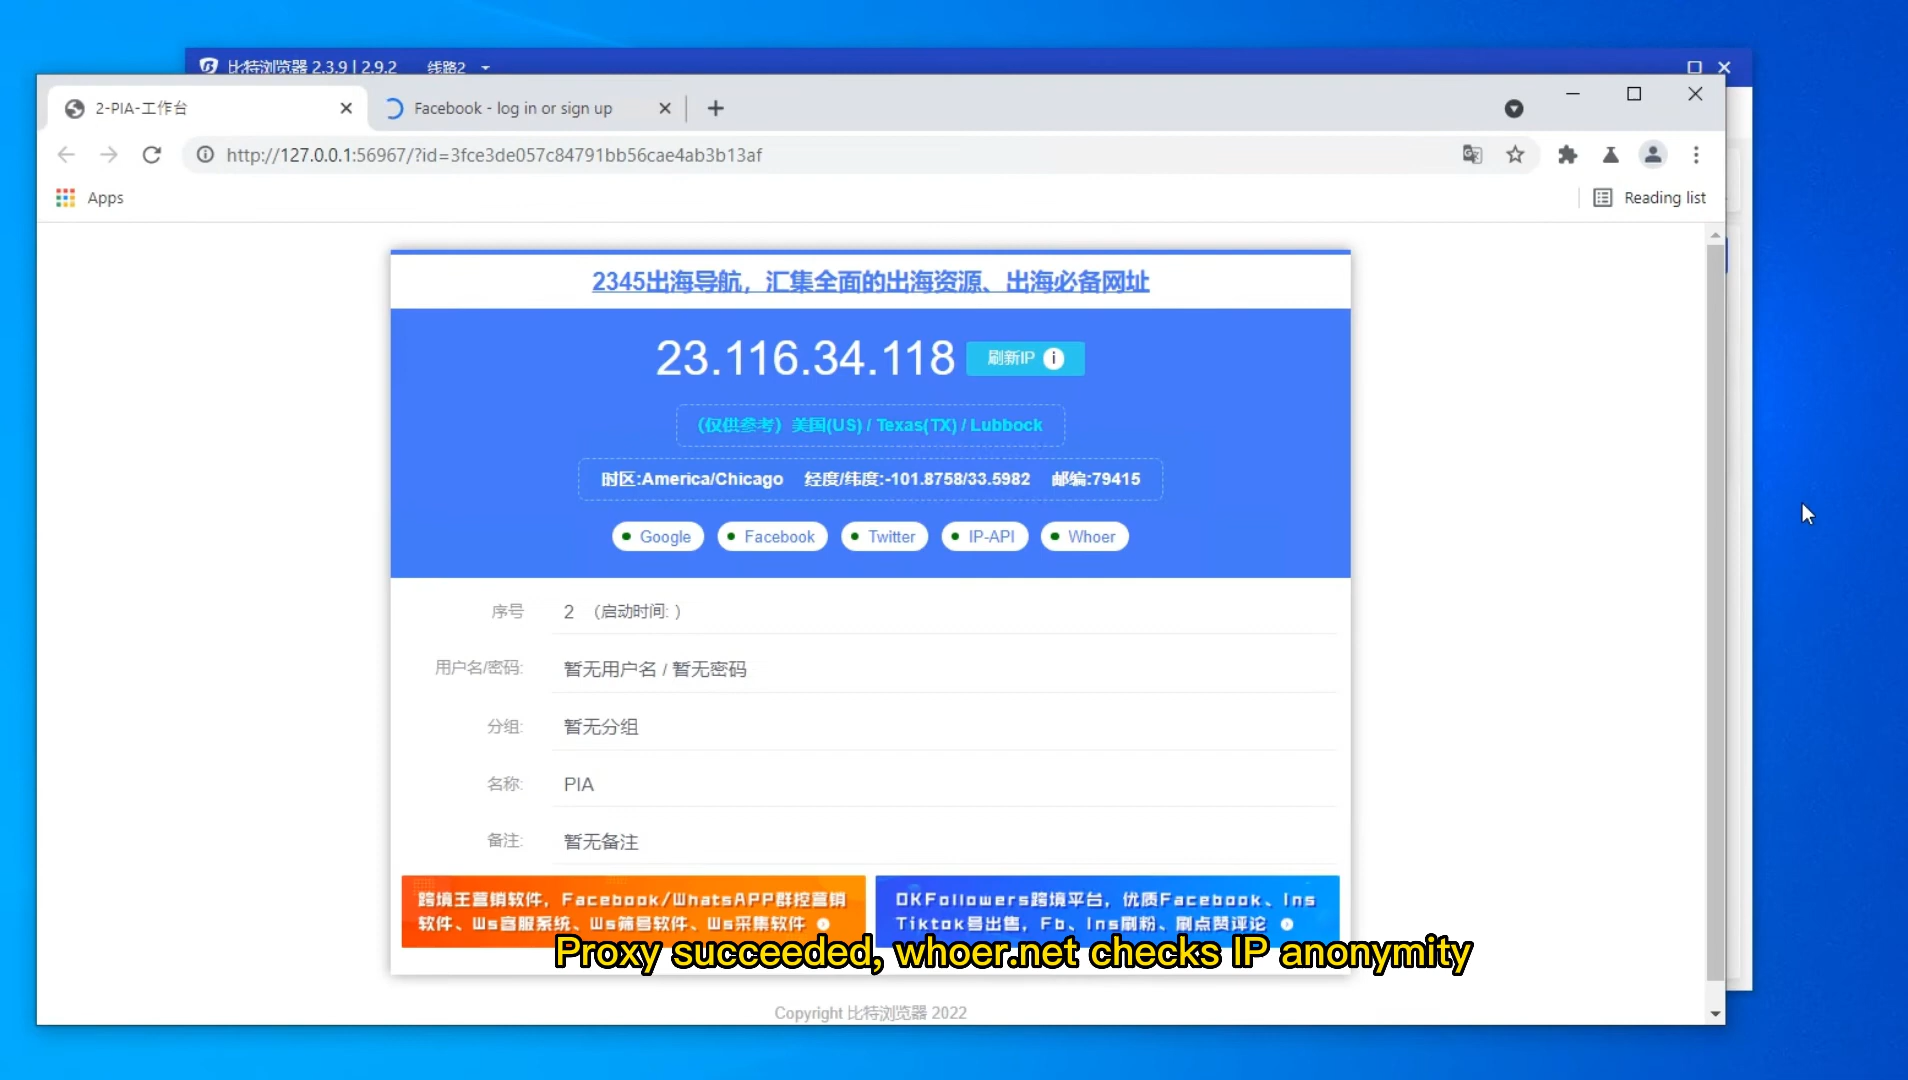 比特浏览器 2.3.9 | 2.9.2 线路2
2-PIA-工作台
Facebook - log in or sign up
http://127.0.0.1:56967/?id=3fce3de057c84791bb56cae4ab3b13af
Apps
Reading list
2345出海导航，汇集全面的出海资源、出海必备网址
23.116.34.118 刷新IP
（仅供参考）美国(US) / Texas(TX) / Lubbock
时区:America/Chicago 经度/纬度:-101.8758/33.5982 邮编:79415
Google Facebook Twitter IP-API Whoer
序号 2 （启动时间: ）
用户名/密码: 暂无用户名 / 暂无密码
分组: 暂无分组
名称: PIA
备注: 暂无备注
跨境王营销软件，Facebook/WhatsAPP群控营销
软件、Ws盲服系统、Ws筛号软件、Ws采集软件
OKFollowers跨境平台，优质Facebook、Ins
Tiktok号出售，Fb、Ins刷粉、刷点赞评论
Proxy succeeded, whoer.net checks IP anonymity
Copyright 比特浏览器 2022